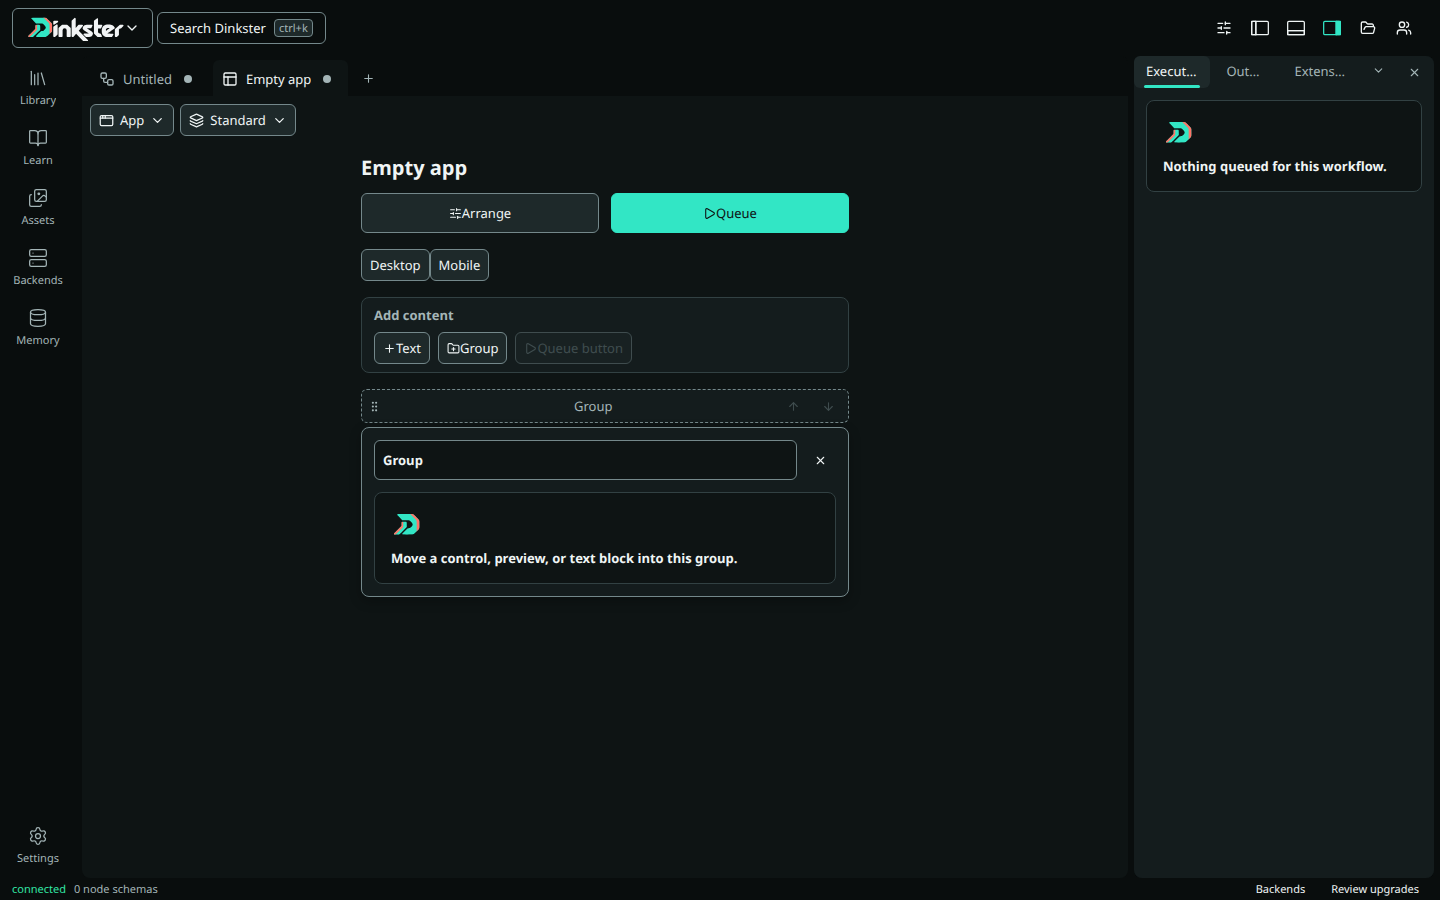 Dinkster
Search Dinkster ctrl+k
Library
Learn
Assets
Backends
Memory
Settings
Untitled
Empty app
App
Standard
Empty app
Arrange
Queue
Desktop
Mobile
Add content
Text
Group
Queue button
Group
Group
Move a control, preview, or text block into this group.
Execut...
Out...
Extens...
Nothing queued for this workflow.
connected
0 node schemas
Backends
Review upgrades